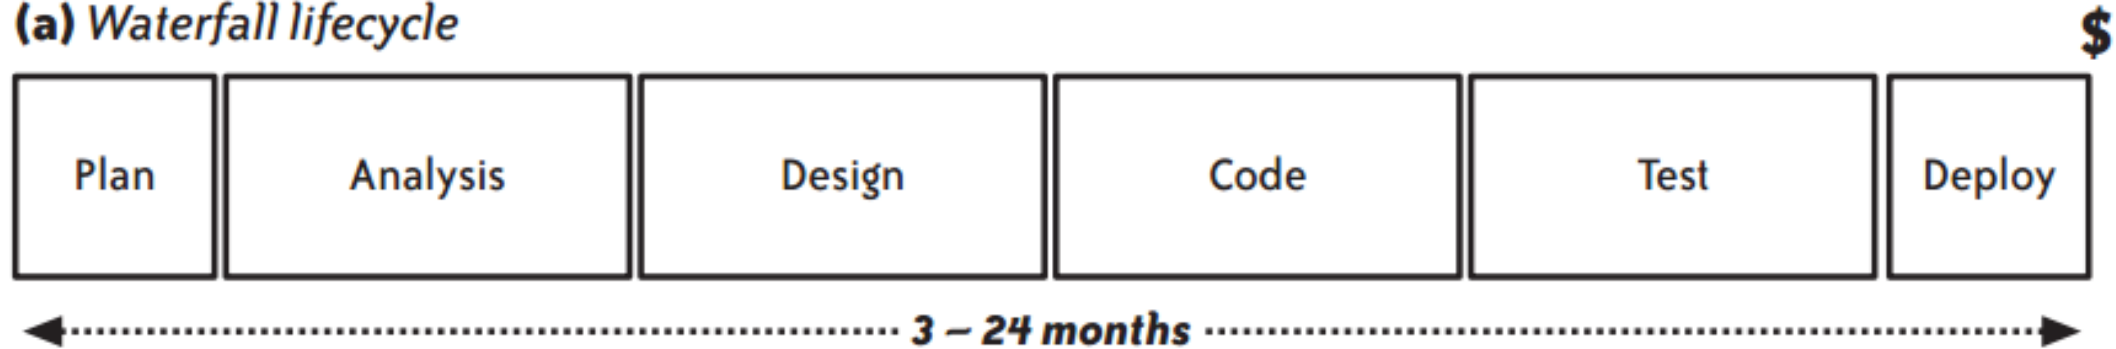 (a) Waterfall lifecycle
$
Plan
Analysis
Design
Code
Test
Deploy
3 – 24 months